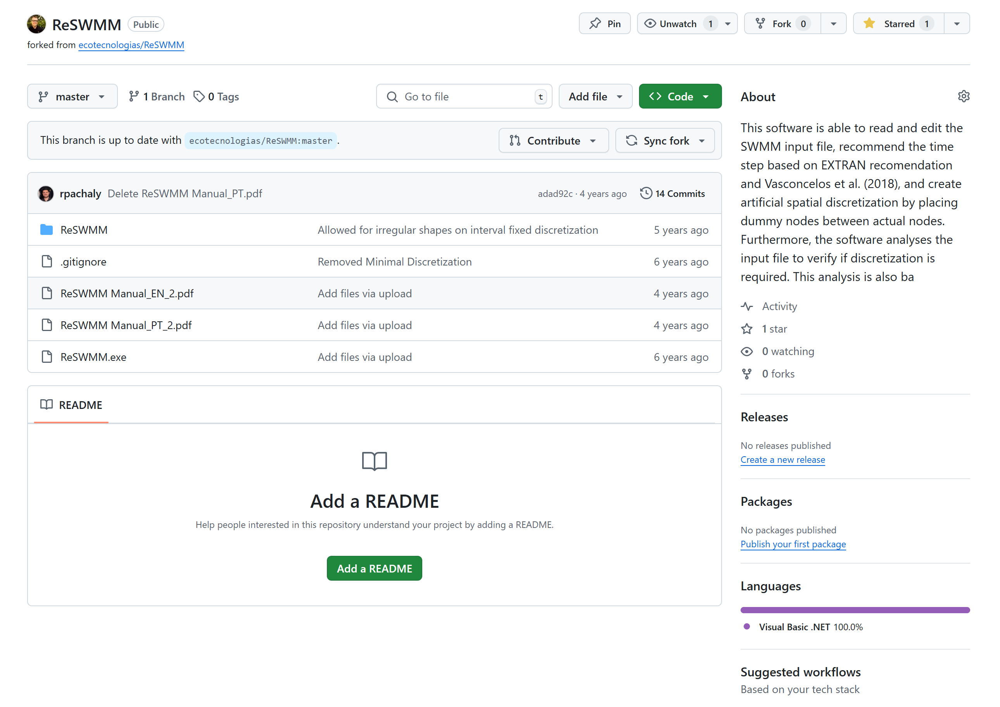 ReSWMM Public
Pin
Unwatch 1
Fork 0
Starred 1
forked from ecotecnologias/ReSWMM
master
1 Branch
0 Tags
Go to file
t
Add file
Code
This branch is up to date with ecotecnologias/ReSWMM:master .
Contribute
Sync fork
rpachaly Delete ReSWMM Manual_PT.pdf
adad92c · 4 years ago
14 Commits
ReSWMM Allowed for irregular shapes on interval fixed discretization 5 years ago
.gitignore Removed Minimal Discretization 6 years ago
ReSWMM Manual_EN_2.pdf Add files via upload 4 years ago
ReSWMM Manual_PT_2.pdf Add files via upload 4 years ago
ReSWMM.exe Add files via upload 6 years ago
README
Add a README
Help people interested in this repository understand your project by adding a README.
Add a README
About
This software is able to read and edit the
SWMM input file, recommend the time
step based on EXTRAN recomendation
and Vasconcelos et al. (2018), and create
artificial spatial discretization by placing
dummy nodes between actual nodes.
Furthermore, the software analyses the
input file to verify if discretization is
required. This analysis is also ba
Activity
1 star
0 watching
0 forks
Releases
No releases published
Create a new release
Packages
No packages published
Publish your first package
Languages
Visual Basic .NET 100.0%
Suggested workflows
Based on your tech stack